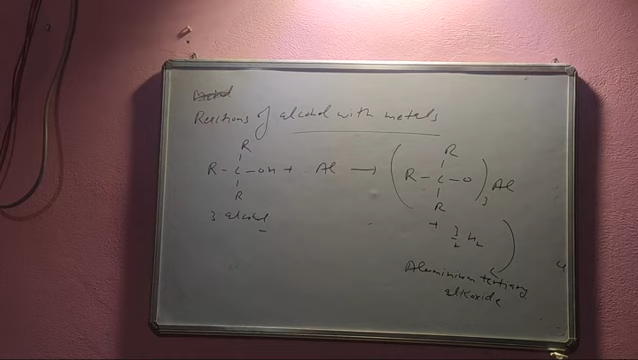 Reactions of alcohol with metals
R
R - C - OH + Al → ( R - C - O )3 Al
R
3 alcohol
+ 3/2 H2
Aluminium tertiary
alkoxide